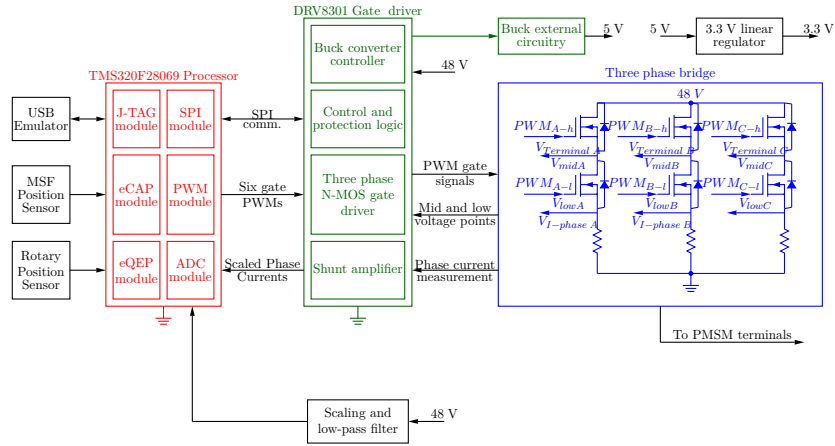 DRV8301 Gate driver
Buck converter
controller
Control and
protection logic
Three phase
N-MOS gate
driver
Shunt amplifier
Buck external
circuitry
5 V
5 V
3.3 V linear
regulator
3.3 V
48 V
TMS320F28069 Processor
J-TAG
module
SPI
module
eCAP
module
PWM
module
eQEP
module
ADC
module
USB
Emulator
MSF
Position
Sensor
Rotary
Position
Sensor
SPI
comm.
Six gate
PWMs
Scaled Phase
Currents
PWM gate
signals
Mid and low
voltage points
Phase current
measurement
Three phase bridge
48 V
PWM_{A-h}
PWM_{B-h}
PWM_{C-h}
V_{Terminal A}
V_{Terminal B}
V_{Terminal C}
V_{midA}
V_{midB}
V_{midC}
PWM_{A-l}
PWM_{B-l}
PWM_{C-l}
V_{lowA}
V_{lowB}
V_{lowC}
V_{I-phase A}
V_{I-phase B}
To PMSM terminals
Scaling and
low-pass filter
48 V